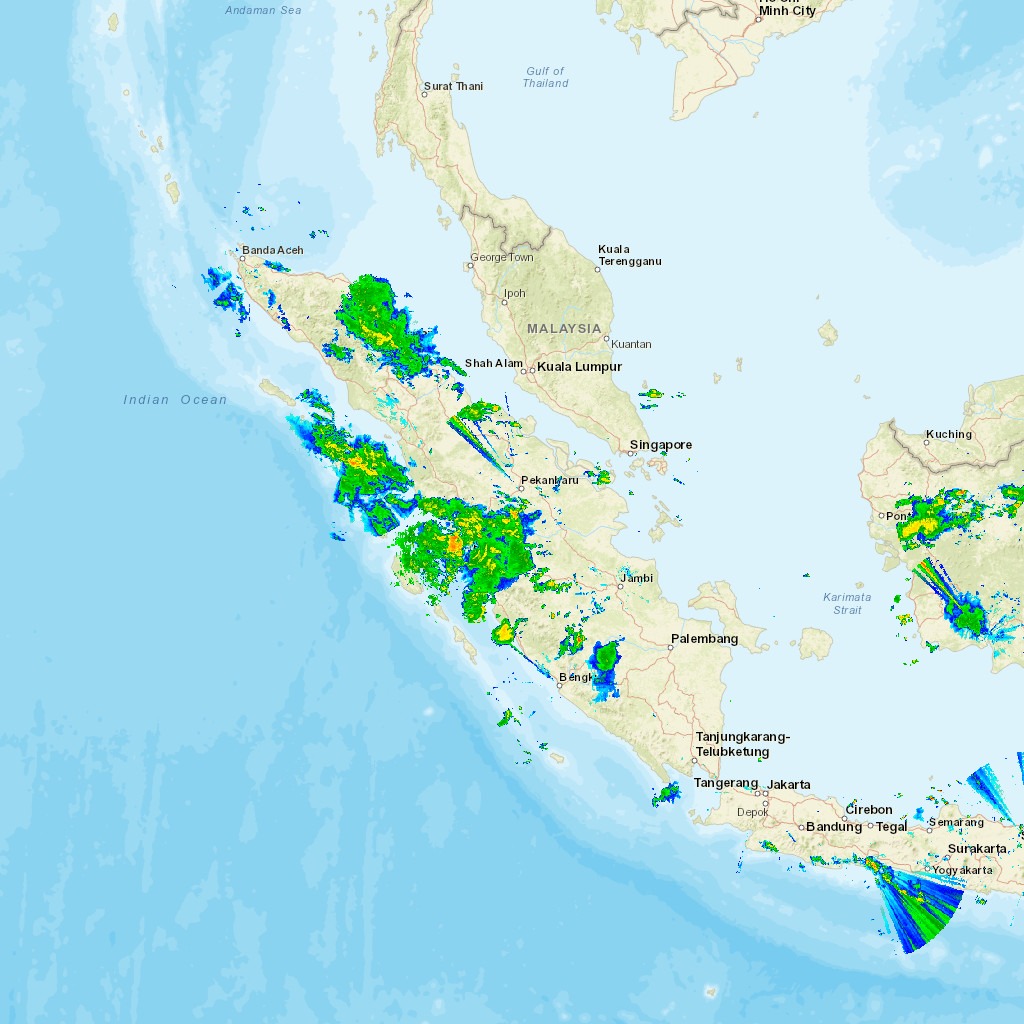 Andaman Sea
Minh City
Gulf of
Thailand
Surat Thani
Banda Aceh
George Town
Kuala
Terengganu
Ipoh
MALAYSIA
Kuantan
Shah Alam
Kuala Lumpur
Indian Ocean
Singapore
Kuching
Pekanbaru
Pon
Jambi
Karimata
Strait
Palembang
Bengk
Tanjungkarang-
Telubketung
Tangerang
Jakarta
Depok
Cirebon
Bandung
Tegal
Semarang
Surakarta
Yogyakarta